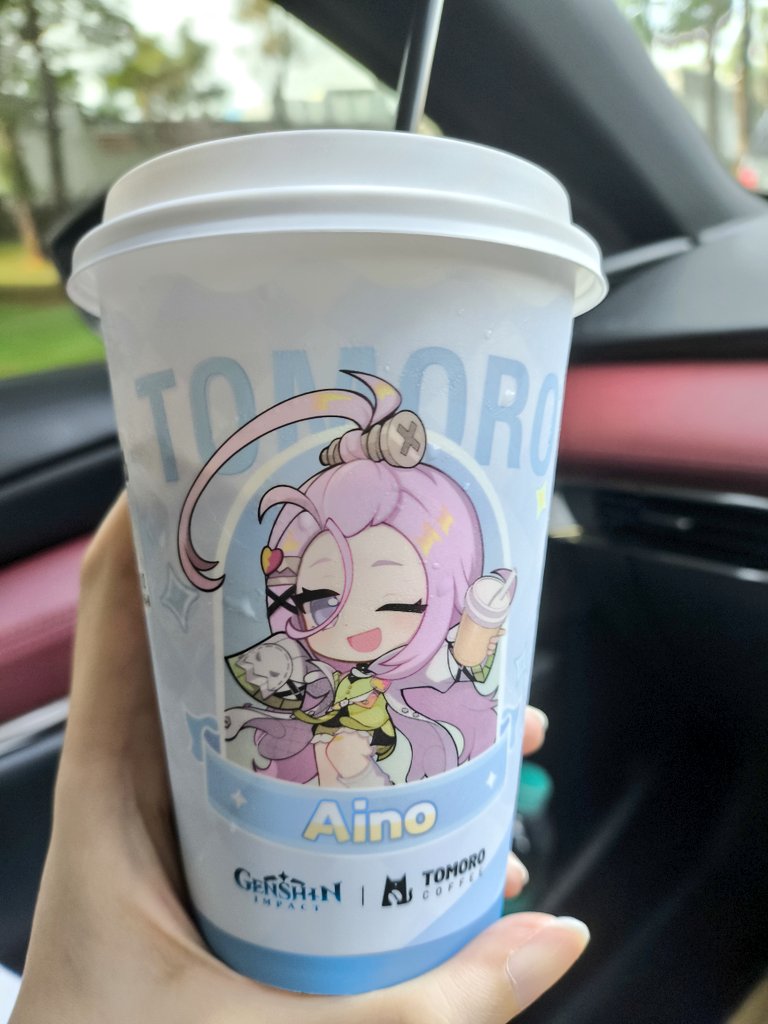 TOMORO
Aino
GENSHIN
IMPACT
TOMORO
COFFEE